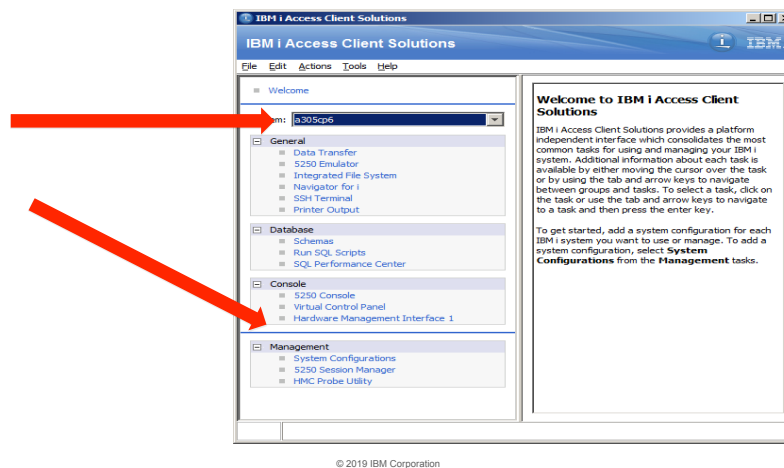 IBM i Access Client Solutions
IBM i Access Client Solutions
IBM
File Edit Actions Tools Help
Welcome
em: a305cp6
General
Data Transfer
5250 Emulator
Integrated File System
Navigator for i
SSH Terminal
Printer Output
Database
Schemas
Run SQL Scripts
SQL Performance Center
Console
5250 Console
Virtual Control Panel
Hardware Management Interface 1
Management
System Configurations
5250 Session Manager
HMC Probe Utility
Welcome to IBM i Access Client
Solutions
IBM i Access Client Solutions provides a platform
independent interface which consolidates the most
common tasks for using and managing your IBM i
system. Additional information about each task is
available by either moving the cursor over the task
or by using the tab and arrow keys to navigate
between groups and tasks. To select a task, click on
the task or use the tab and arrow keys to navigate
to a task and then press the enter key.
To get started, add a system configuration for each
IBM i system you want to use or manage. To add a
system configuration, select System
Configurations from the Management tasks.
© 2019 IBM Corporation